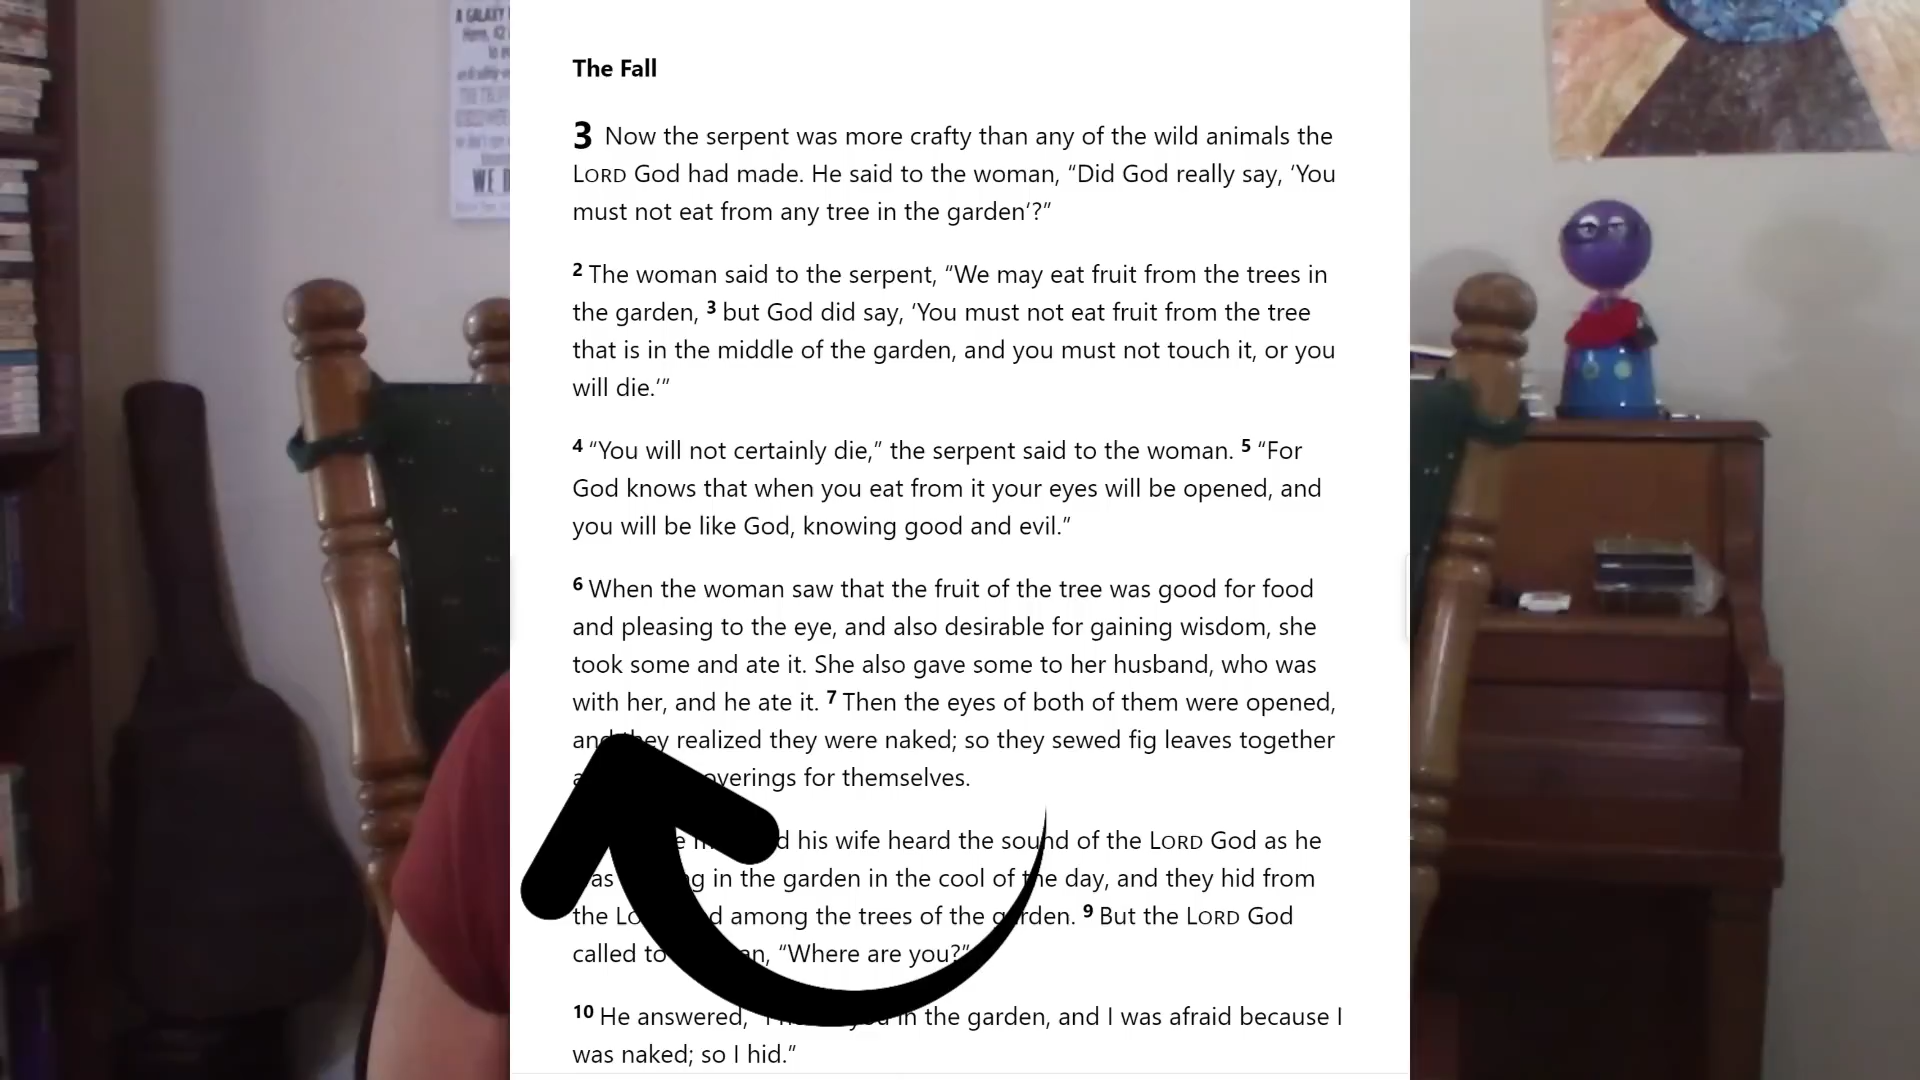 A GALAXY
Here, 42
WE D
The Fall
3 Now the serpent was more crafty than any of the wild animals the
LORD God had made. He said to the woman, “Did God really say, ‘You
must not eat from any tree in the garden’?”
2 The woman said to the serpent, “We may eat fruit from the trees in
the garden, 3 but God did say, ‘You must not eat fruit from the tree
that is in the middle of the garden, and you must not touch it, or you
will die.’”
4 “You will not certainly die,” the serpent said to the woman. 5 “For
God knows that when you eat from it your eyes will be opened, and
you will be like God, knowing good and evil.”
6 When the woman saw that the fruit of the tree was good for food
and pleasing to the eye, and also desirable for gaining wisdom, she
took some and ate it. She also gave some to her husband, who was
with her, and he ate it. 7 Then the eyes of both of them were opened,
and they realized they were naked; so they sewed fig leaves together
overings for themselves.
his wife heard the sound of the LORD God as he
in the garden in the cool of the day, and they hid from
the among the trees of the garden. 9 But the LORD God
called to “Where are you?”
10 He answered, in the garden, and I was afraid because I
was naked; so I hid.”